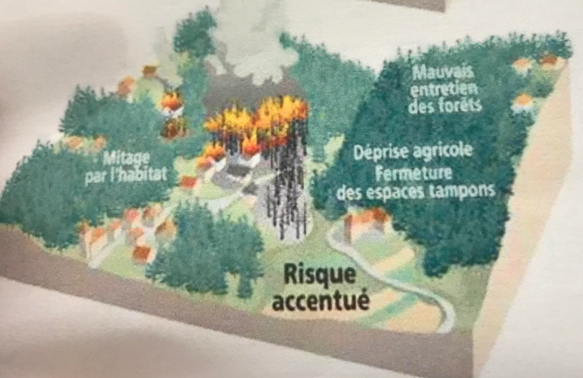 Mauvais
entretien
des forêts
Mitage
par l'habitat
Déprise agricole
Fermeture
des espaces tampons
Risque
accentué